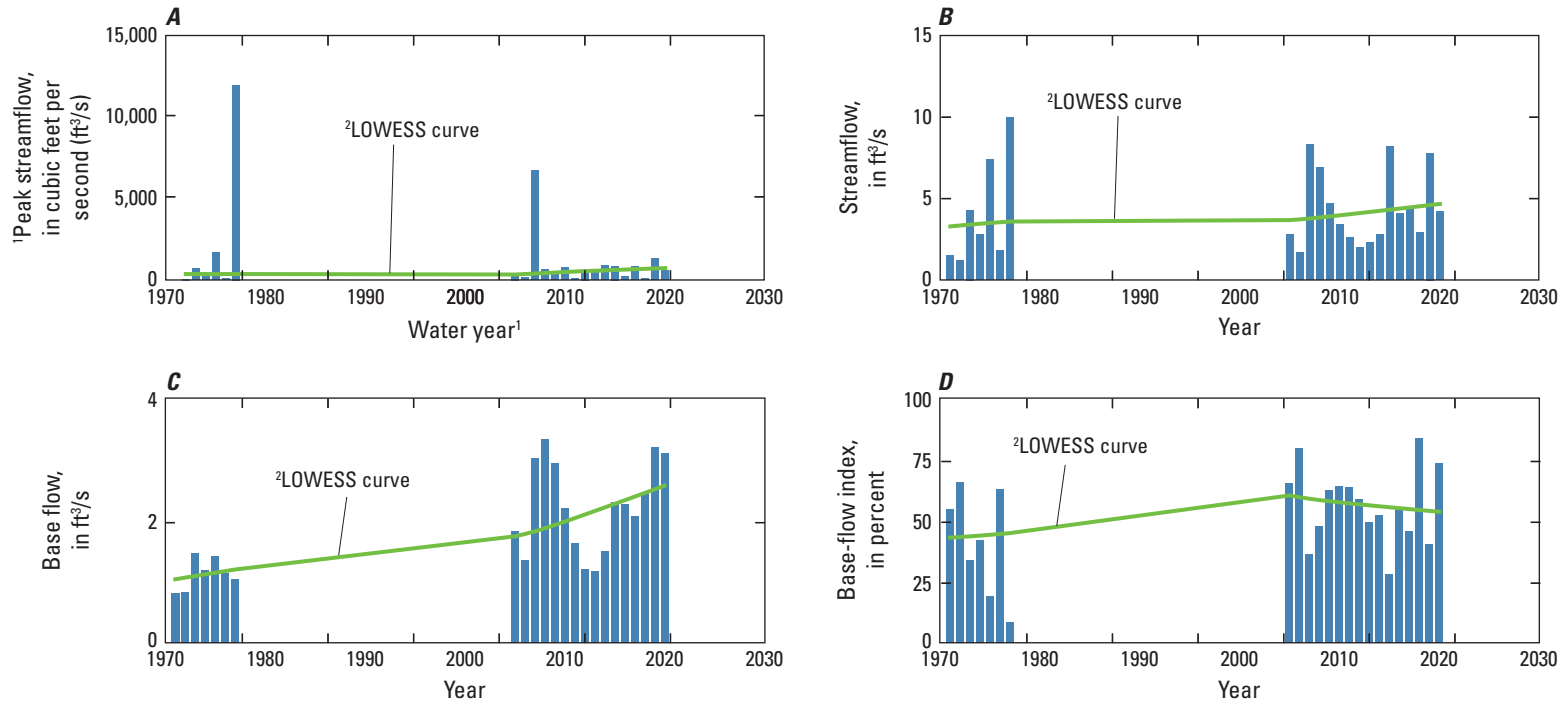 A
15,000
10,000
5,000
0
¹Peak streamflow,
in cubic feet per
second (ft³/s)
²LOWESS curve
1970 1980 1990 2000 2010 2020 2030
Water year¹
B
15
10
5
0
Streamflow,
in ft³/s
²LOWESS curve
1970 1980 1990 2000 2010 2020 2030
Year
C
4
2
0
Base flow,
in ft³/s
²LOWESS curve
1970 1980 1990 2000 2010 2020 2030
Year
D
100
75
50
25
0
Base-flow index,
in percent
²LOWESS curve
1970 1980 1990 2000 2010 2020 2030
Year